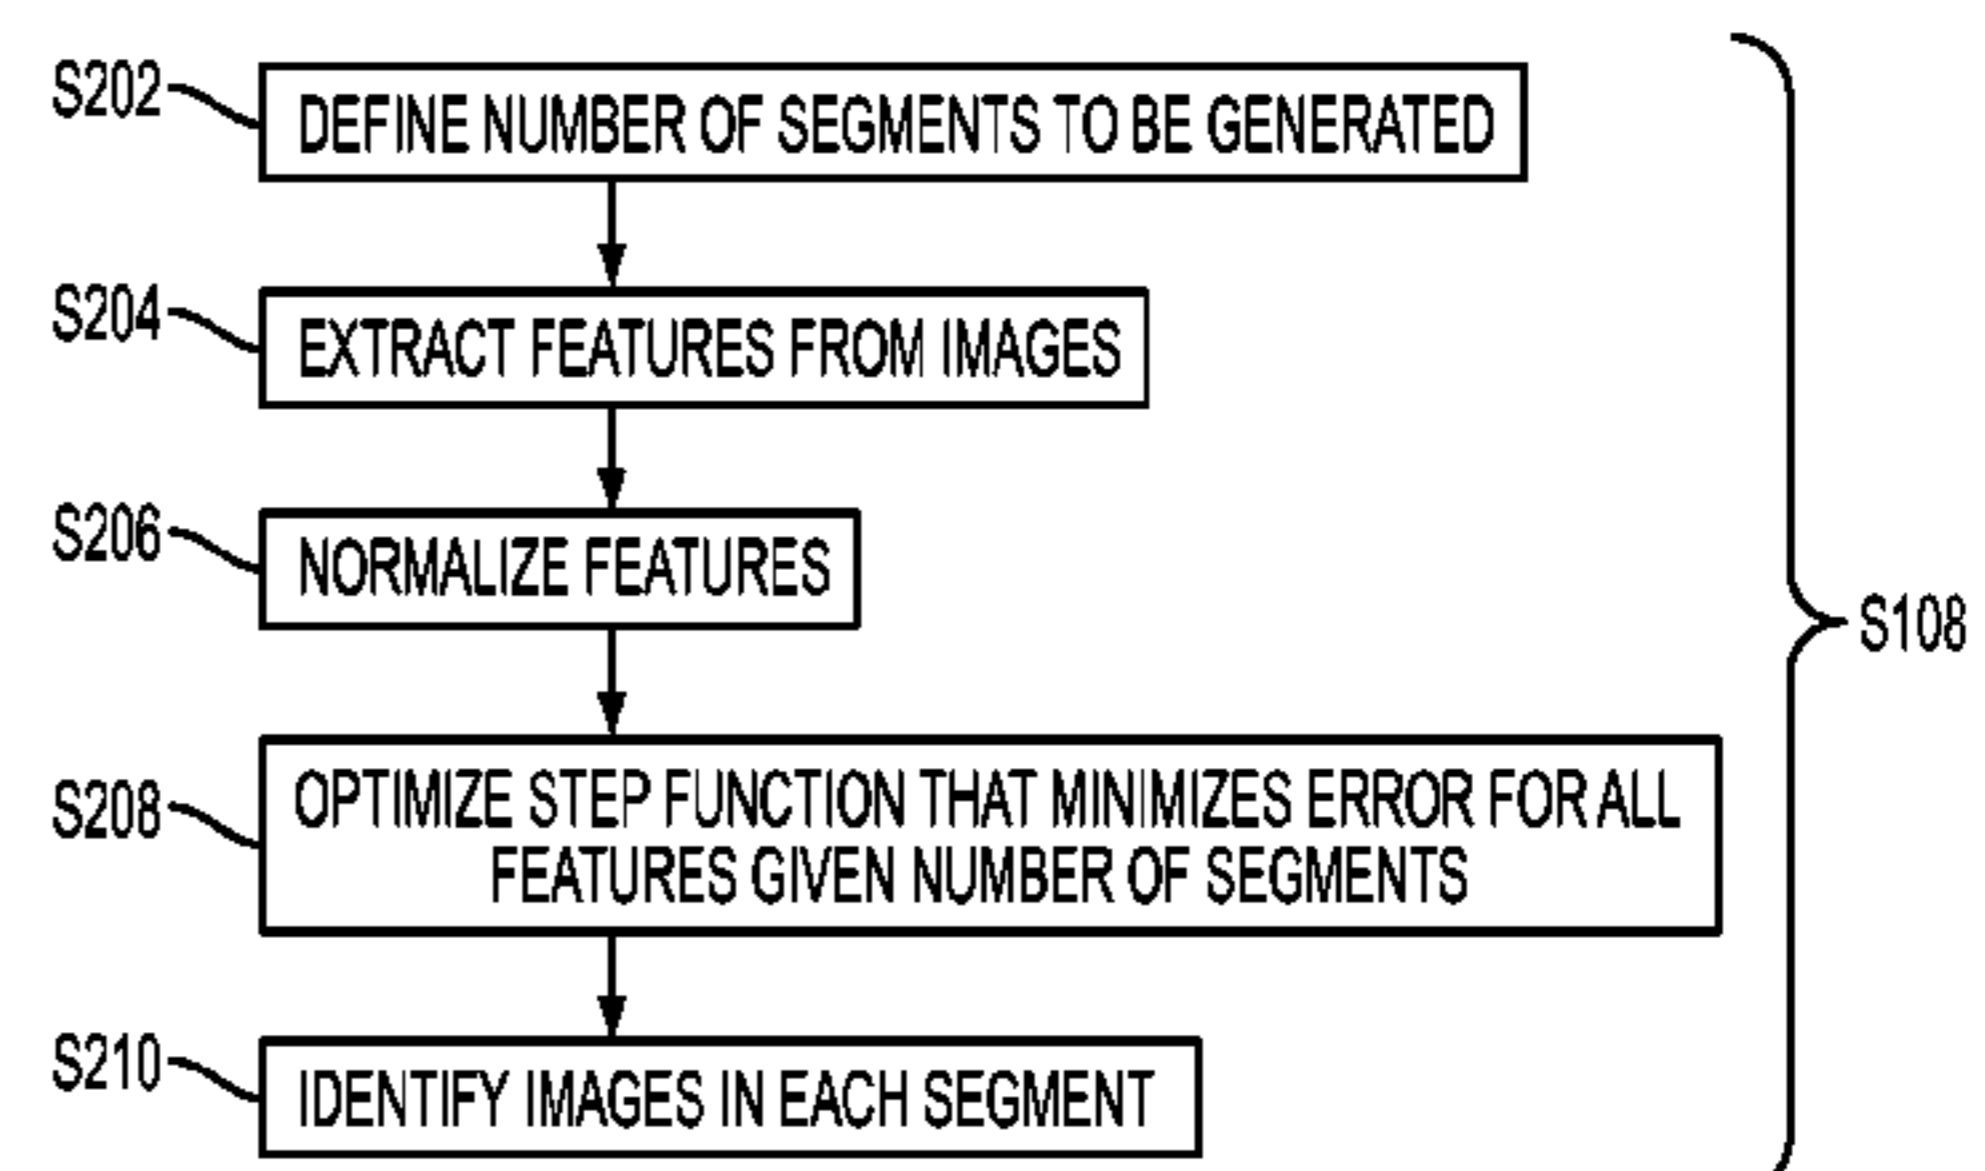 S202
DEFINE NUMBER OF SEGMENTS TO BE GENERATED
S204
EXTRACT FEATURES FROM IMAGES
S206
NORMALIZE FEATURES
S108
S208
OPTIMIZE STEP FUNCTION THAT MINIMIZES ERROR FOR ALL
FEATURES GIVEN NUMBER OF SEGMENTS
S210
IDENTIFY IMAGES IN EACH SEGMENT